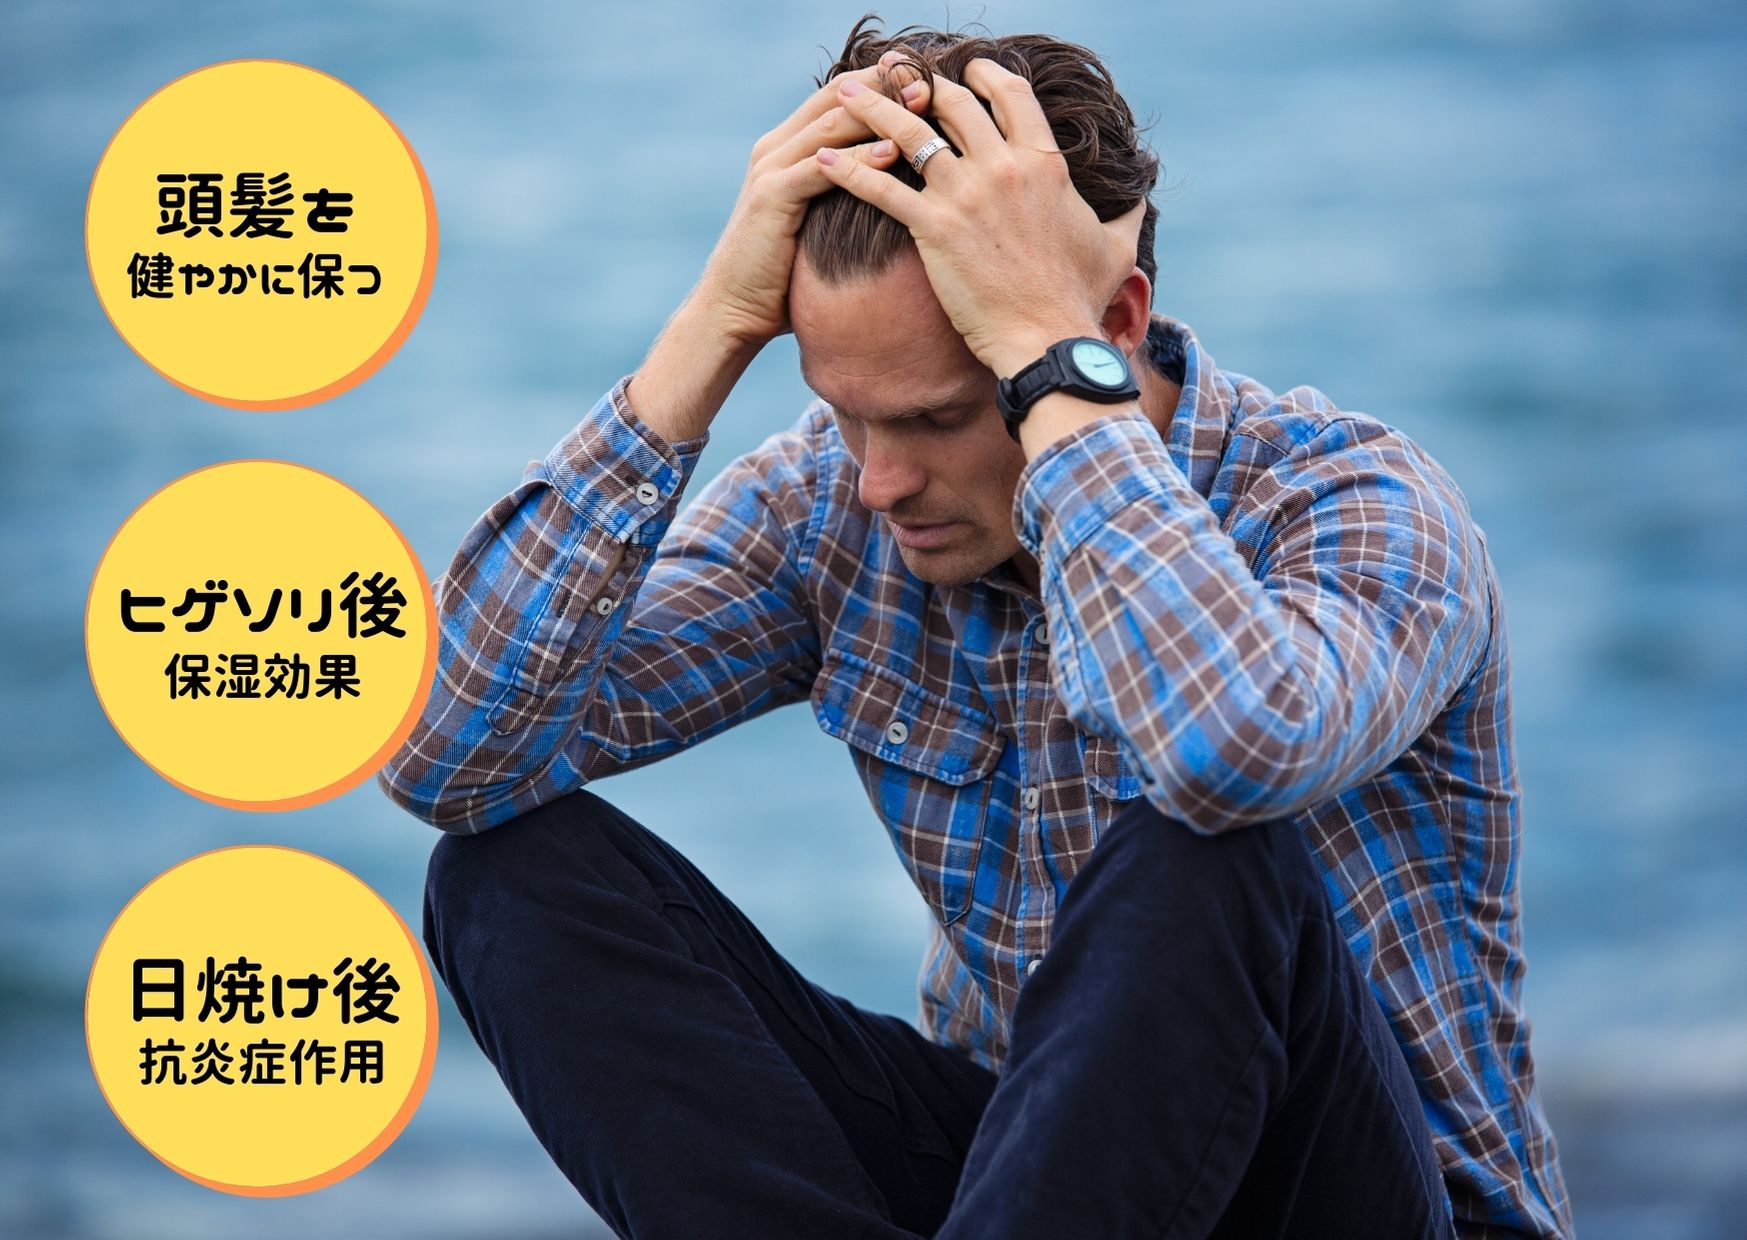 頭髪を
健やかに保つ
ヒゲソリ後
保湿効果
日焼け後
抗炎症作用